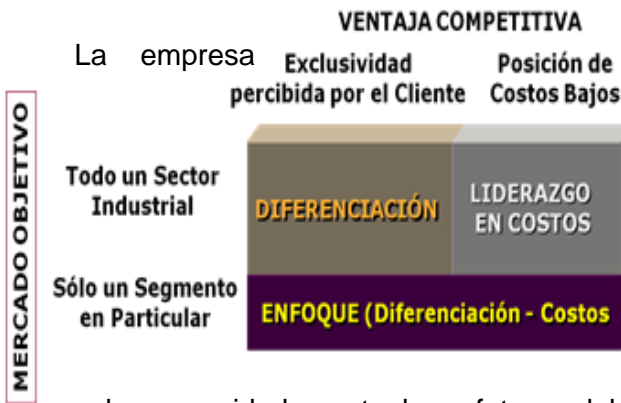 VENTAJA COMPETITIVA
La empresa
Exclusividad
percibida por el Cliente
Posición de
Costos Bajos
MERCADO OBJETIVO
Todo un Sector
Industrial
DIFERENCIACIÓN
LIDERAZGO
EN COSTOS
Sólo un Segmento
en Particular
ENFOQUE (Diferenciación - Costos